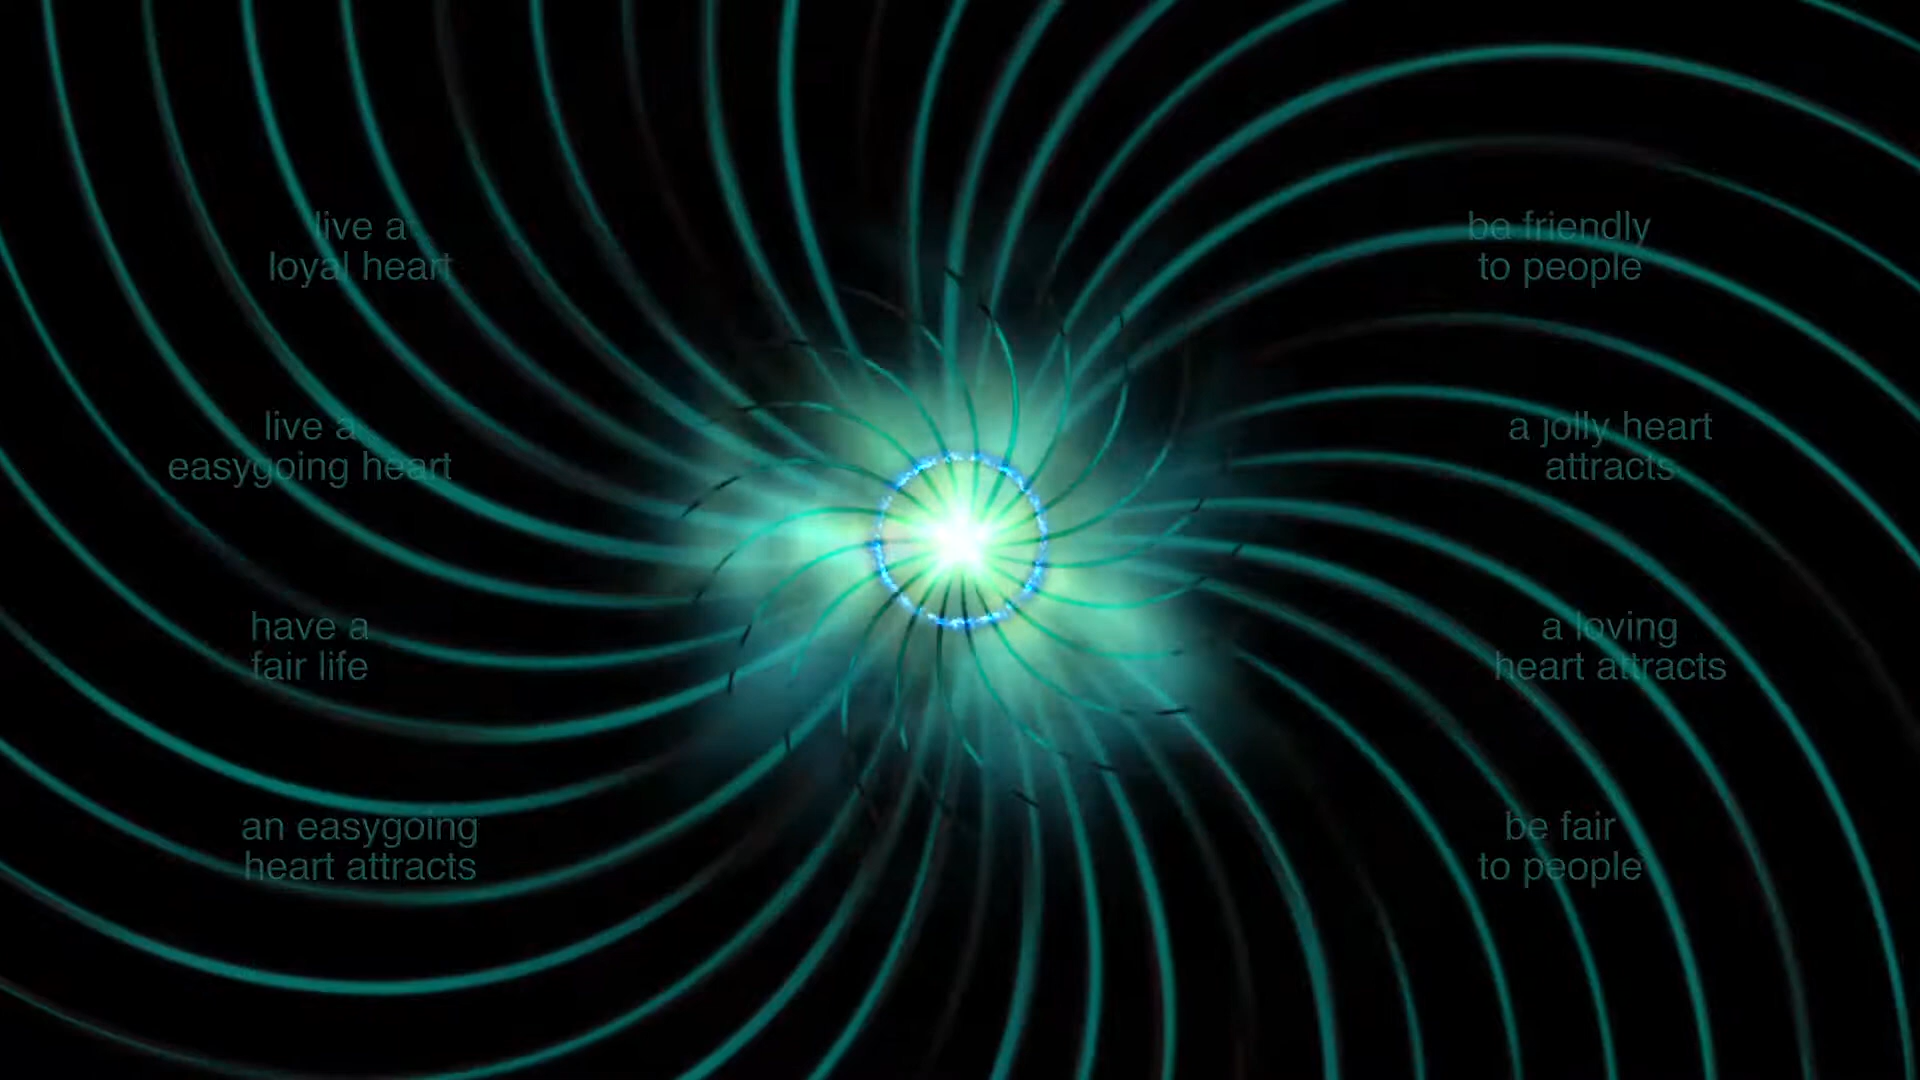 live a
loyal heart
live a
easygoing heart
have a
fair life
an easygoing
heart attracts
be friendly
to people
a jolly heart
attracts
a loving
heart attracts
be fair
to people